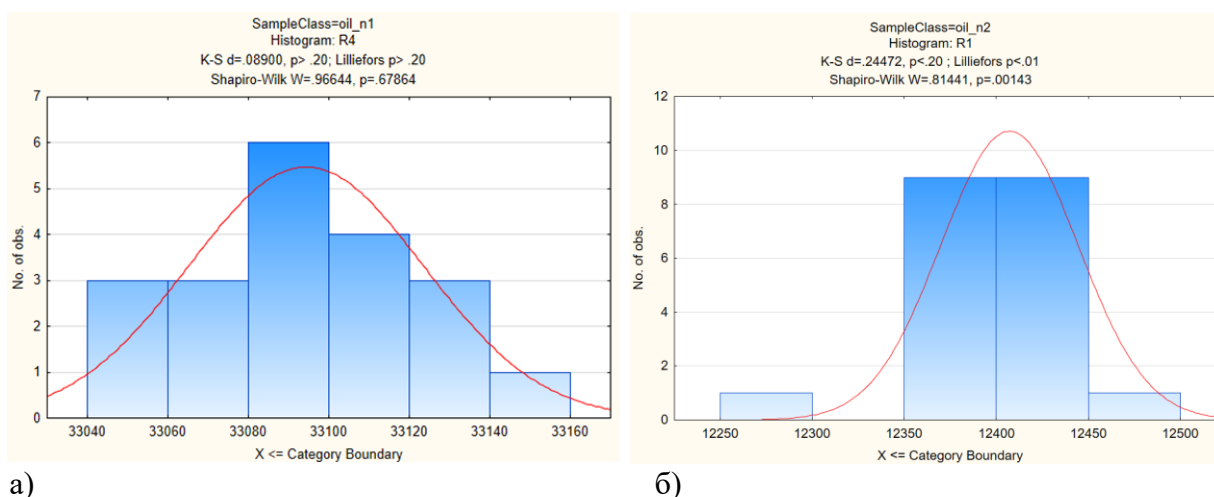 SampleClass=oil_n1
Histogram: R4
K-S d=.08900, p> .20; Lilliefors p> .20
Shapiro-Wilk W=.96644, p=.67864
7
6
5
4
3
2
1
0
No. of obs.
33040 33060 33080 33100 33120 33140 33160
X <= Category Boundary
а)
SampleClass=oil_n2
Histogram: R1
K-S d=.24472, p<.20 ; Lilliefors p<.01
Shapiro-Wilk W=.81441, p=.00143
12
10
8
6
4
2
0
No. of obs.
12250 12300 12350 12400 12450 12500
X <= Category Boundary
б)